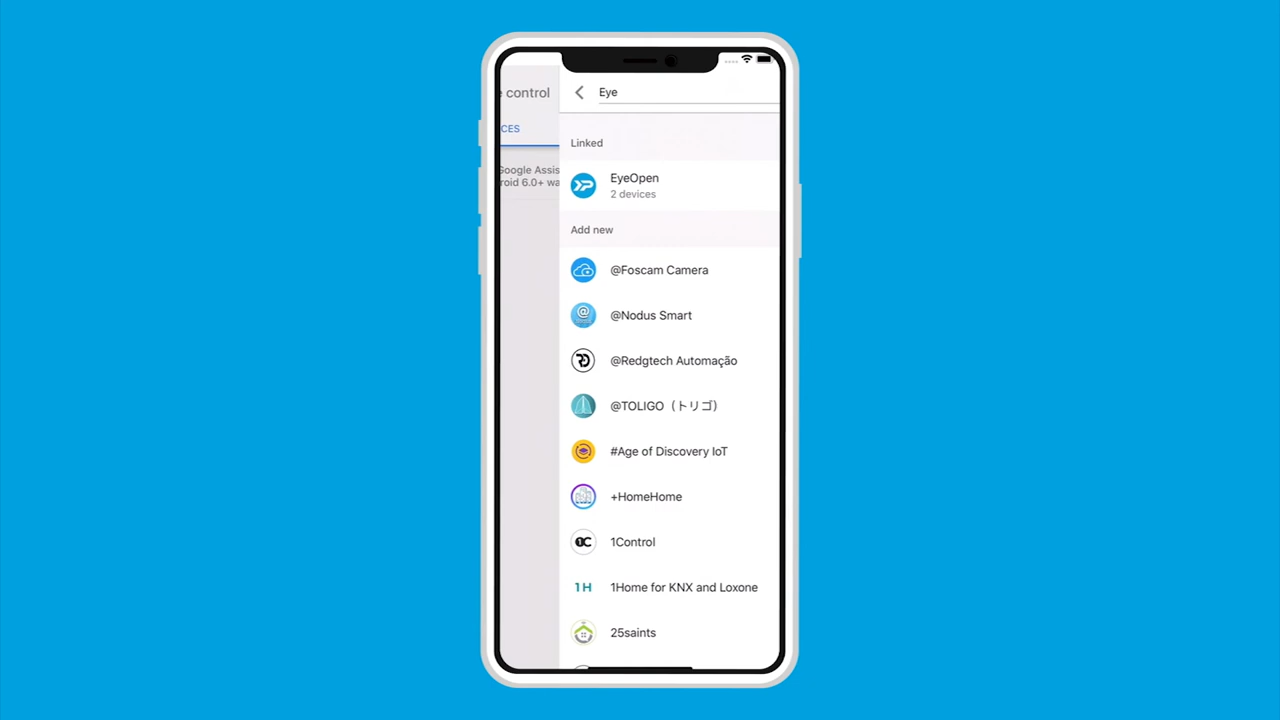 e control
Eye
CES
Linked
Google Assis
roid 6.0+ wa
EyeOpen
2 devices
Add new
@Foscam Camera
@Nodus Smart
@Redgtech Automação
@TOLIGO（トリゴ）
#Age of Discovery IoT
+HomeHome
1C
1Control
1H
1Home for KNX and Loxone
25saints